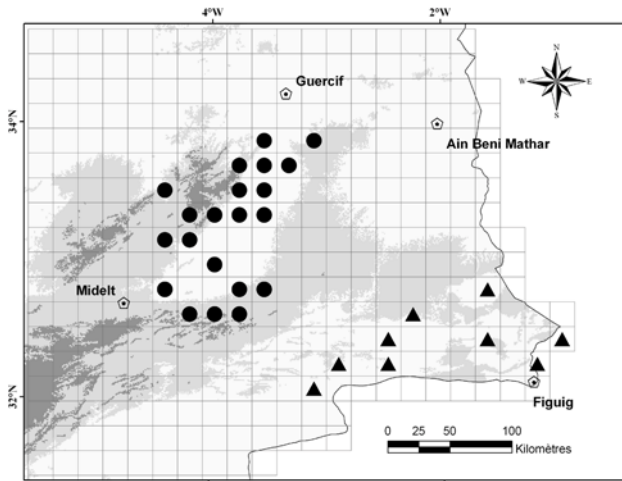 4°W
2°W
N
W
E
S
Guercif
34°N
Ain Beni Mathar
Midelt
32°N
Figuig
0
25
50
100
Kilomètres